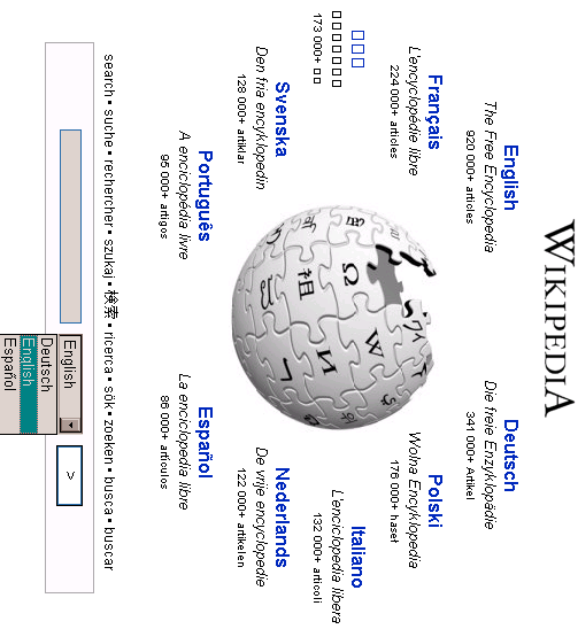 WIKIPEDIA
English
The Free Encyclopedia
920 000+ articles
Deutsch
Die freie Enzyklopädie
341 000+ Artikel
Français
L'encyclopédie libre
224 000+ articles
Polski
Wolna Encyklopedia
176 000+ haseł
□□□
□□□□□□□
173 000+ □□
Italiano
L'enciclopedia libera
132 000+ articoli
Svenska
Den fria encyklopedin
128 000+ artiklar
Nederlands
De vrije encyclopedie
122 000+ artikelen
Português
A enciclopédia livre
95 000+ artigos
Español
La enciclopedia libre
86 000+ artículos
Ω
W
祖
И
search • suche • rechercher • szukaj • 検索 • ricerca • sök • zoeken • busca • buscar
English
>
Deutsch
English
Español